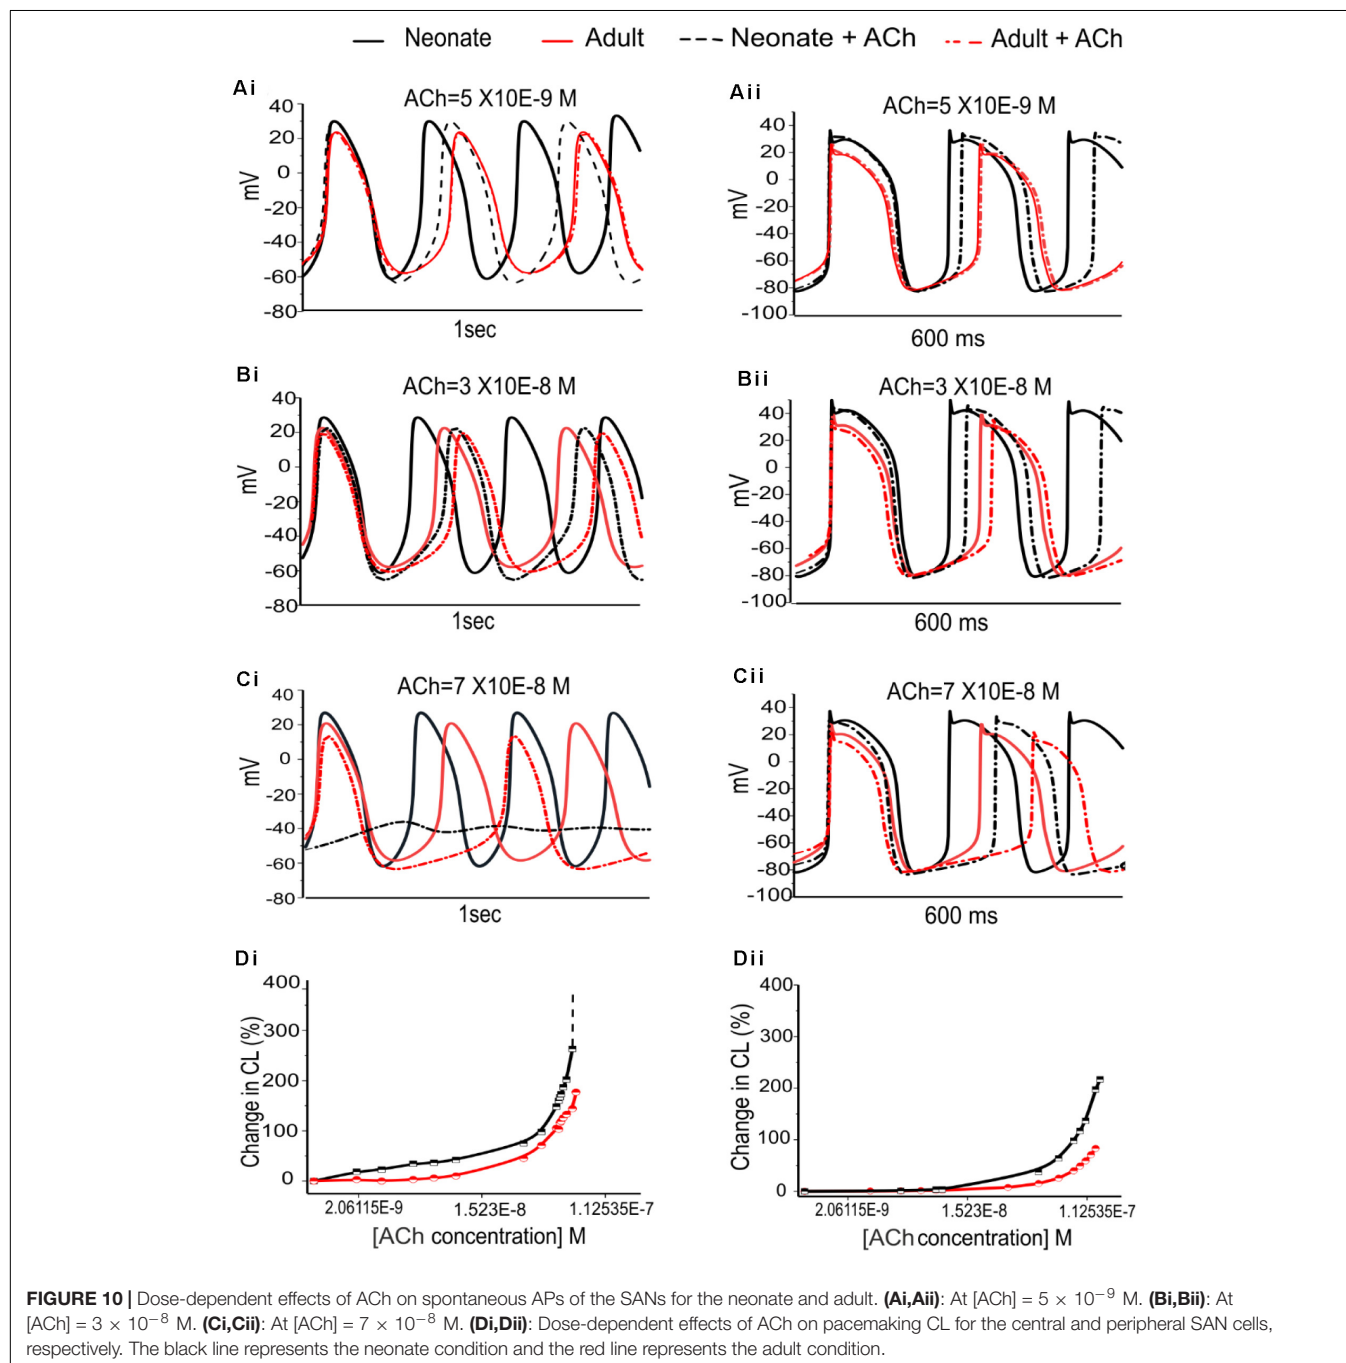 Neonate Adult Neonate + ACh Adult + ACh
Ai
ACh=5 X10E-9 M
40
20
0
-20
-40
-60
-80
mV
1sec
Aii
ACh=5 X10E-9 M
40
20
0
-20
-40
-60
-80
-100
mV
600 ms
Bi
ACh=3 X10E-8 M
40
20
0
-20
-40
-60
-80
mV
1sec
Bii
ACh=3 X10E-8 M
40
20
0
-20
-40
-60
-80
-100
mV
600 ms
Ci
ACh=7 X10E-8 M
40
20
0
-20
-40
-60
-80
mV
1sec
Cii
ACh=7 X10E-8 M
40
20
0
-20
-40
-60
-80
-100
mV
600 ms
Di
400
300
200
100
0
Change in CL (%)
2.06115E-9 1.523E-8 1.12535E-7
[ACh concentration] M
Dii
400
300
200
100
0
Change in CL (%)
2.06115E-9 1.523E-8 1.12535E-7
[ACh concentration] M
FIGURE 10 | Dose-dependent effects of ACh on spontaneous APs of the SANs for the neonate and adult. (Ai,Aii): At [ACh] = 5 × 10⁻⁹ M. (Bi,Bii): At
[ACh] = 3 × 10⁻⁸ M. (Ci,Cii): At [ACh] = 7 × 10⁻⁸ M. (Di,Dii): Dose-dependent effects of ACh on pacemaking CL for the central and peripheral SAN cells,
respectively. The black line represents the neonate condition and the red line represents the adult condition.